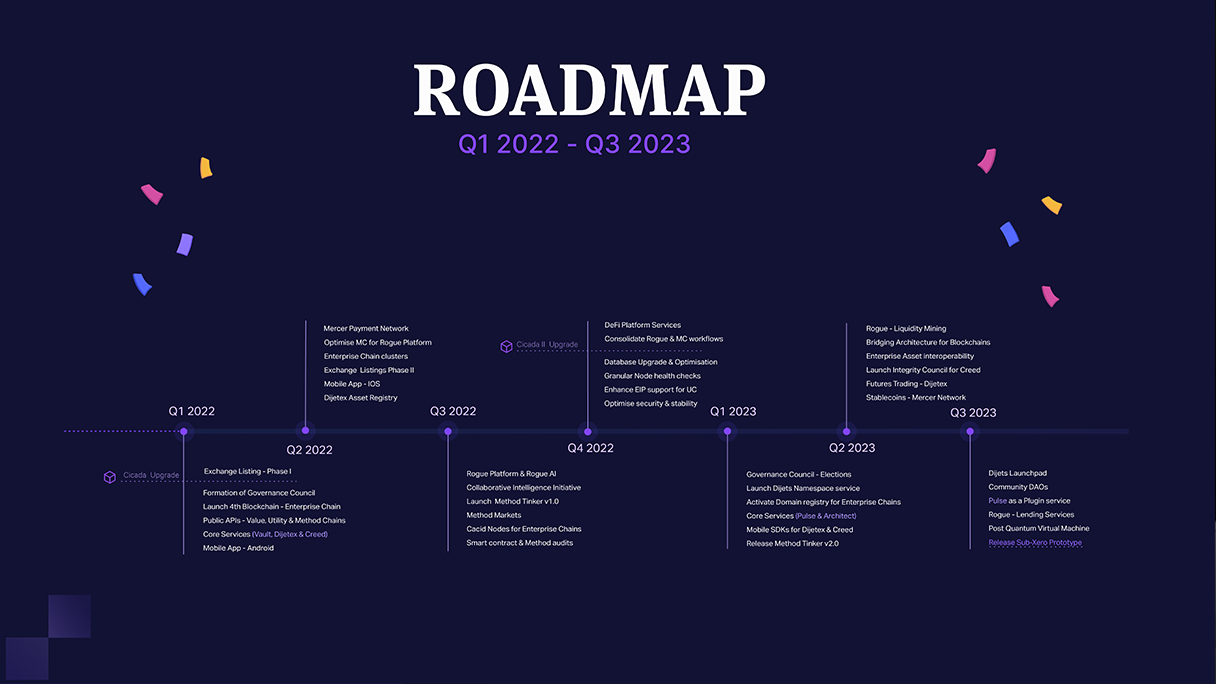 ROADMAP
Q1 2022 - Q3 2023
Q1 2022
Cicada Upgrade
Exchange Listing - Phase I
Formation of Governance Council
Launch 4th Blockchain - Enterprise Chain
Public APIs - Value, Utility & Method Chains
Core Services (Vault, Dijetex & Creed)
Mobile App - Android
Mercer Payment Network
Optimise MC for Rogue Platform
Enterprise Chain clusters
Exchange Listings Phase II
Mobile App - IOS
Dijetex Asset Registry
Q2 2022
Q3 2022
Rogue Platform & Rogue AI
Collaborative Intelligence Initiative
Launch Method Tinker v1.0
Method Markets
Cacid Nodes for Enterprise Chains
Smart contract & Method audits
DeFi Platform Services
Consolidate Rogue & MC workflows
Cicada II Upgrade
Database Upgrade & Optimisation
Granular Node health checks
Enhance EIP support for UC
Optimise security & stability
Q4 2022
Q1 2023
Governance Council - Elections
Launch Dijets Namespace service
Activate Domain registry for Enterprise Chains
Core Services (Pulse & Architect)
Mobile SDKs for Dijetex & Creed
Release Method Tinker v2.0
Rogue - Liquidity Mining
Bridging Architecture for Blockchains
Enterprise Asset interoperability
Launch Integrity Council for Creed
Futures Trading - Dijetex
Stablecoins - Mercer Network
Q2 2023
Q3 2023
Dijets Launchpad
Community DAOs
Pulse as a Plugin service
Rogue - Lending Services
Post Quantum Virtual Machine
Release Sub-Xero Prototype